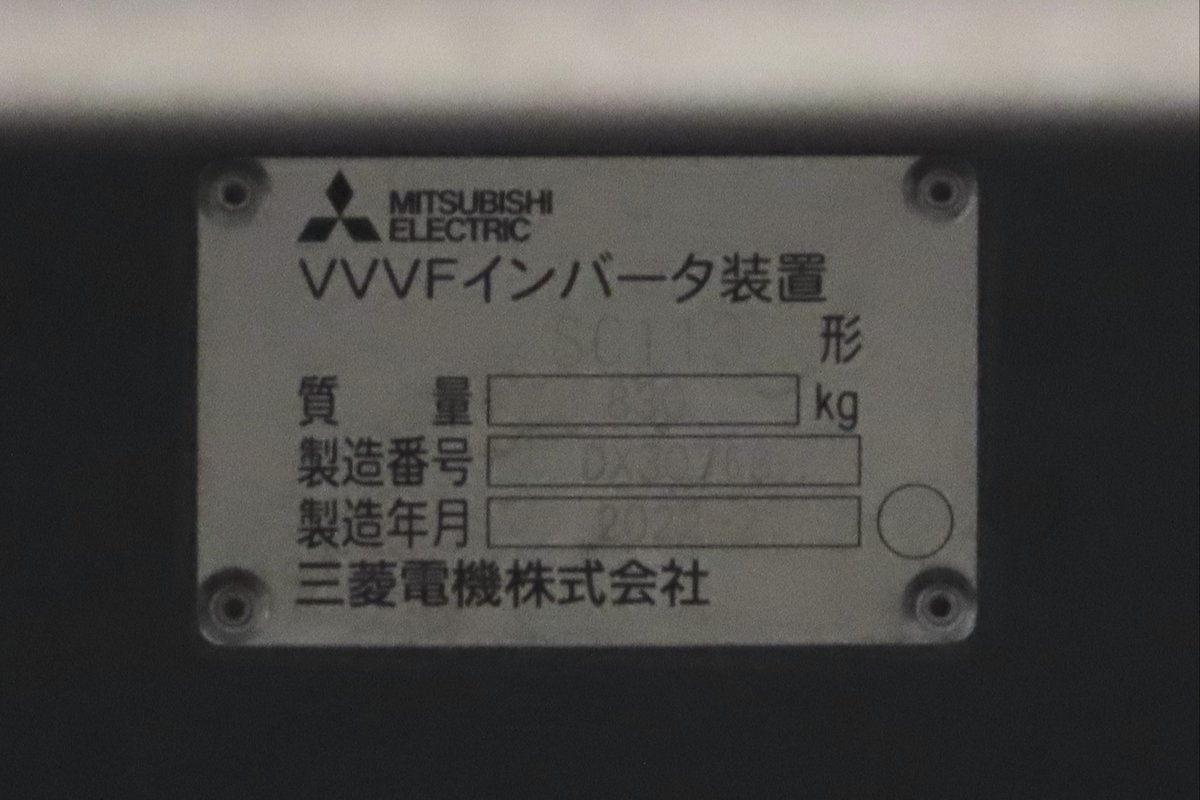 MITSUBISHI
ELECTRIC
VVVFインバータ装置
形
質量 kg
製造番号
製造年月
三菱電機株式会社